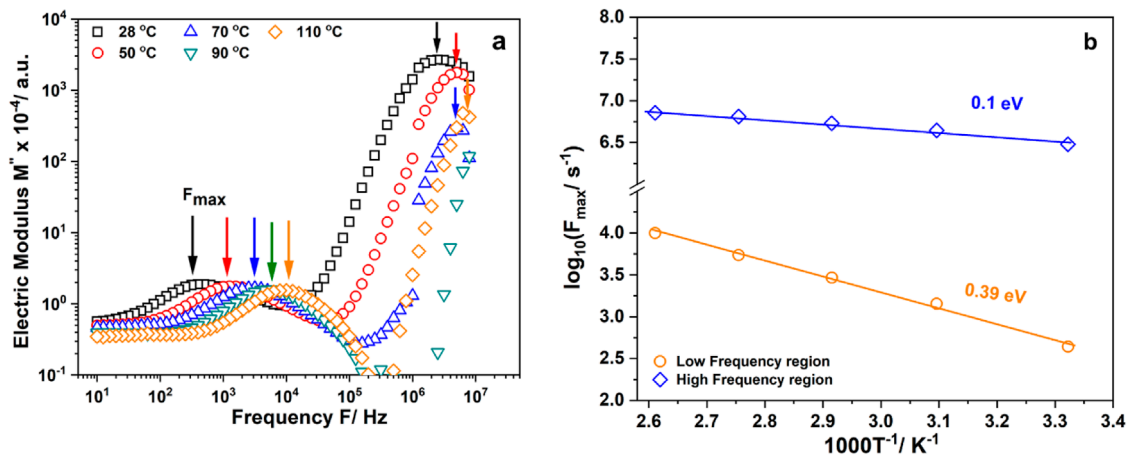 a
28 °C 70 °C 110 °C
50 °C 90 °C
Fmax
Electric Modulus M" x 10⁻⁴/ a.u.
10⁴
10³
10²
10¹
10⁰
10⁻¹
10¹ 10² 10³ 10⁴ 10⁵ 10⁶ 10⁷
Frequency F/ Hz
b
0.1 eV
0.39 eV
log₁₀(Fmax/ s⁻¹)
8.0
7.5
7.0
6.5
4.0
3.5
3.0
2.5
2.0
Low Frequency region
High Frequency region
2.6 2.7 2.8 2.9 3.0 3.1 3.2 3.3 3.4
1000T⁻¹/ K⁻¹